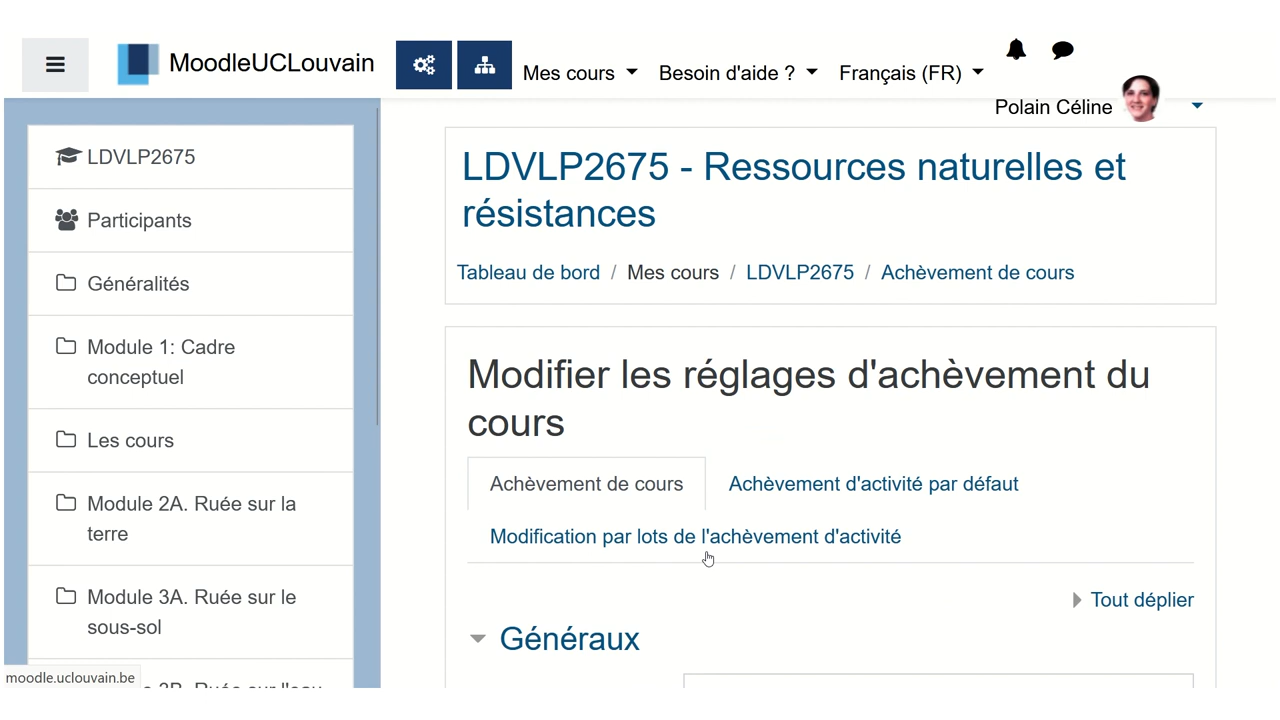 MoodleUCLouvain
Mes cours
Besoin d'aide ?
Français (FR)
Polain Céline
LDVLP2675
Participants
Généralités
Module 1: Cadre
conceptuel
Les cours
Module 2A. Ruée sur la
terre
Module 3A. Ruée sur le
sous-sol
moodle.uclouvain.be
LDVLP2675 - Ressources naturelles et
résistances
Tableau de bord / Mes cours / LDVLP2675 / Achèvement de cours
Modifier les réglages d'achèvement du
cours
Achèvement de cours
Achèvement d'activité par défaut
Modification par lots de l'achèvement d'activité
Tout déplier
Généraux